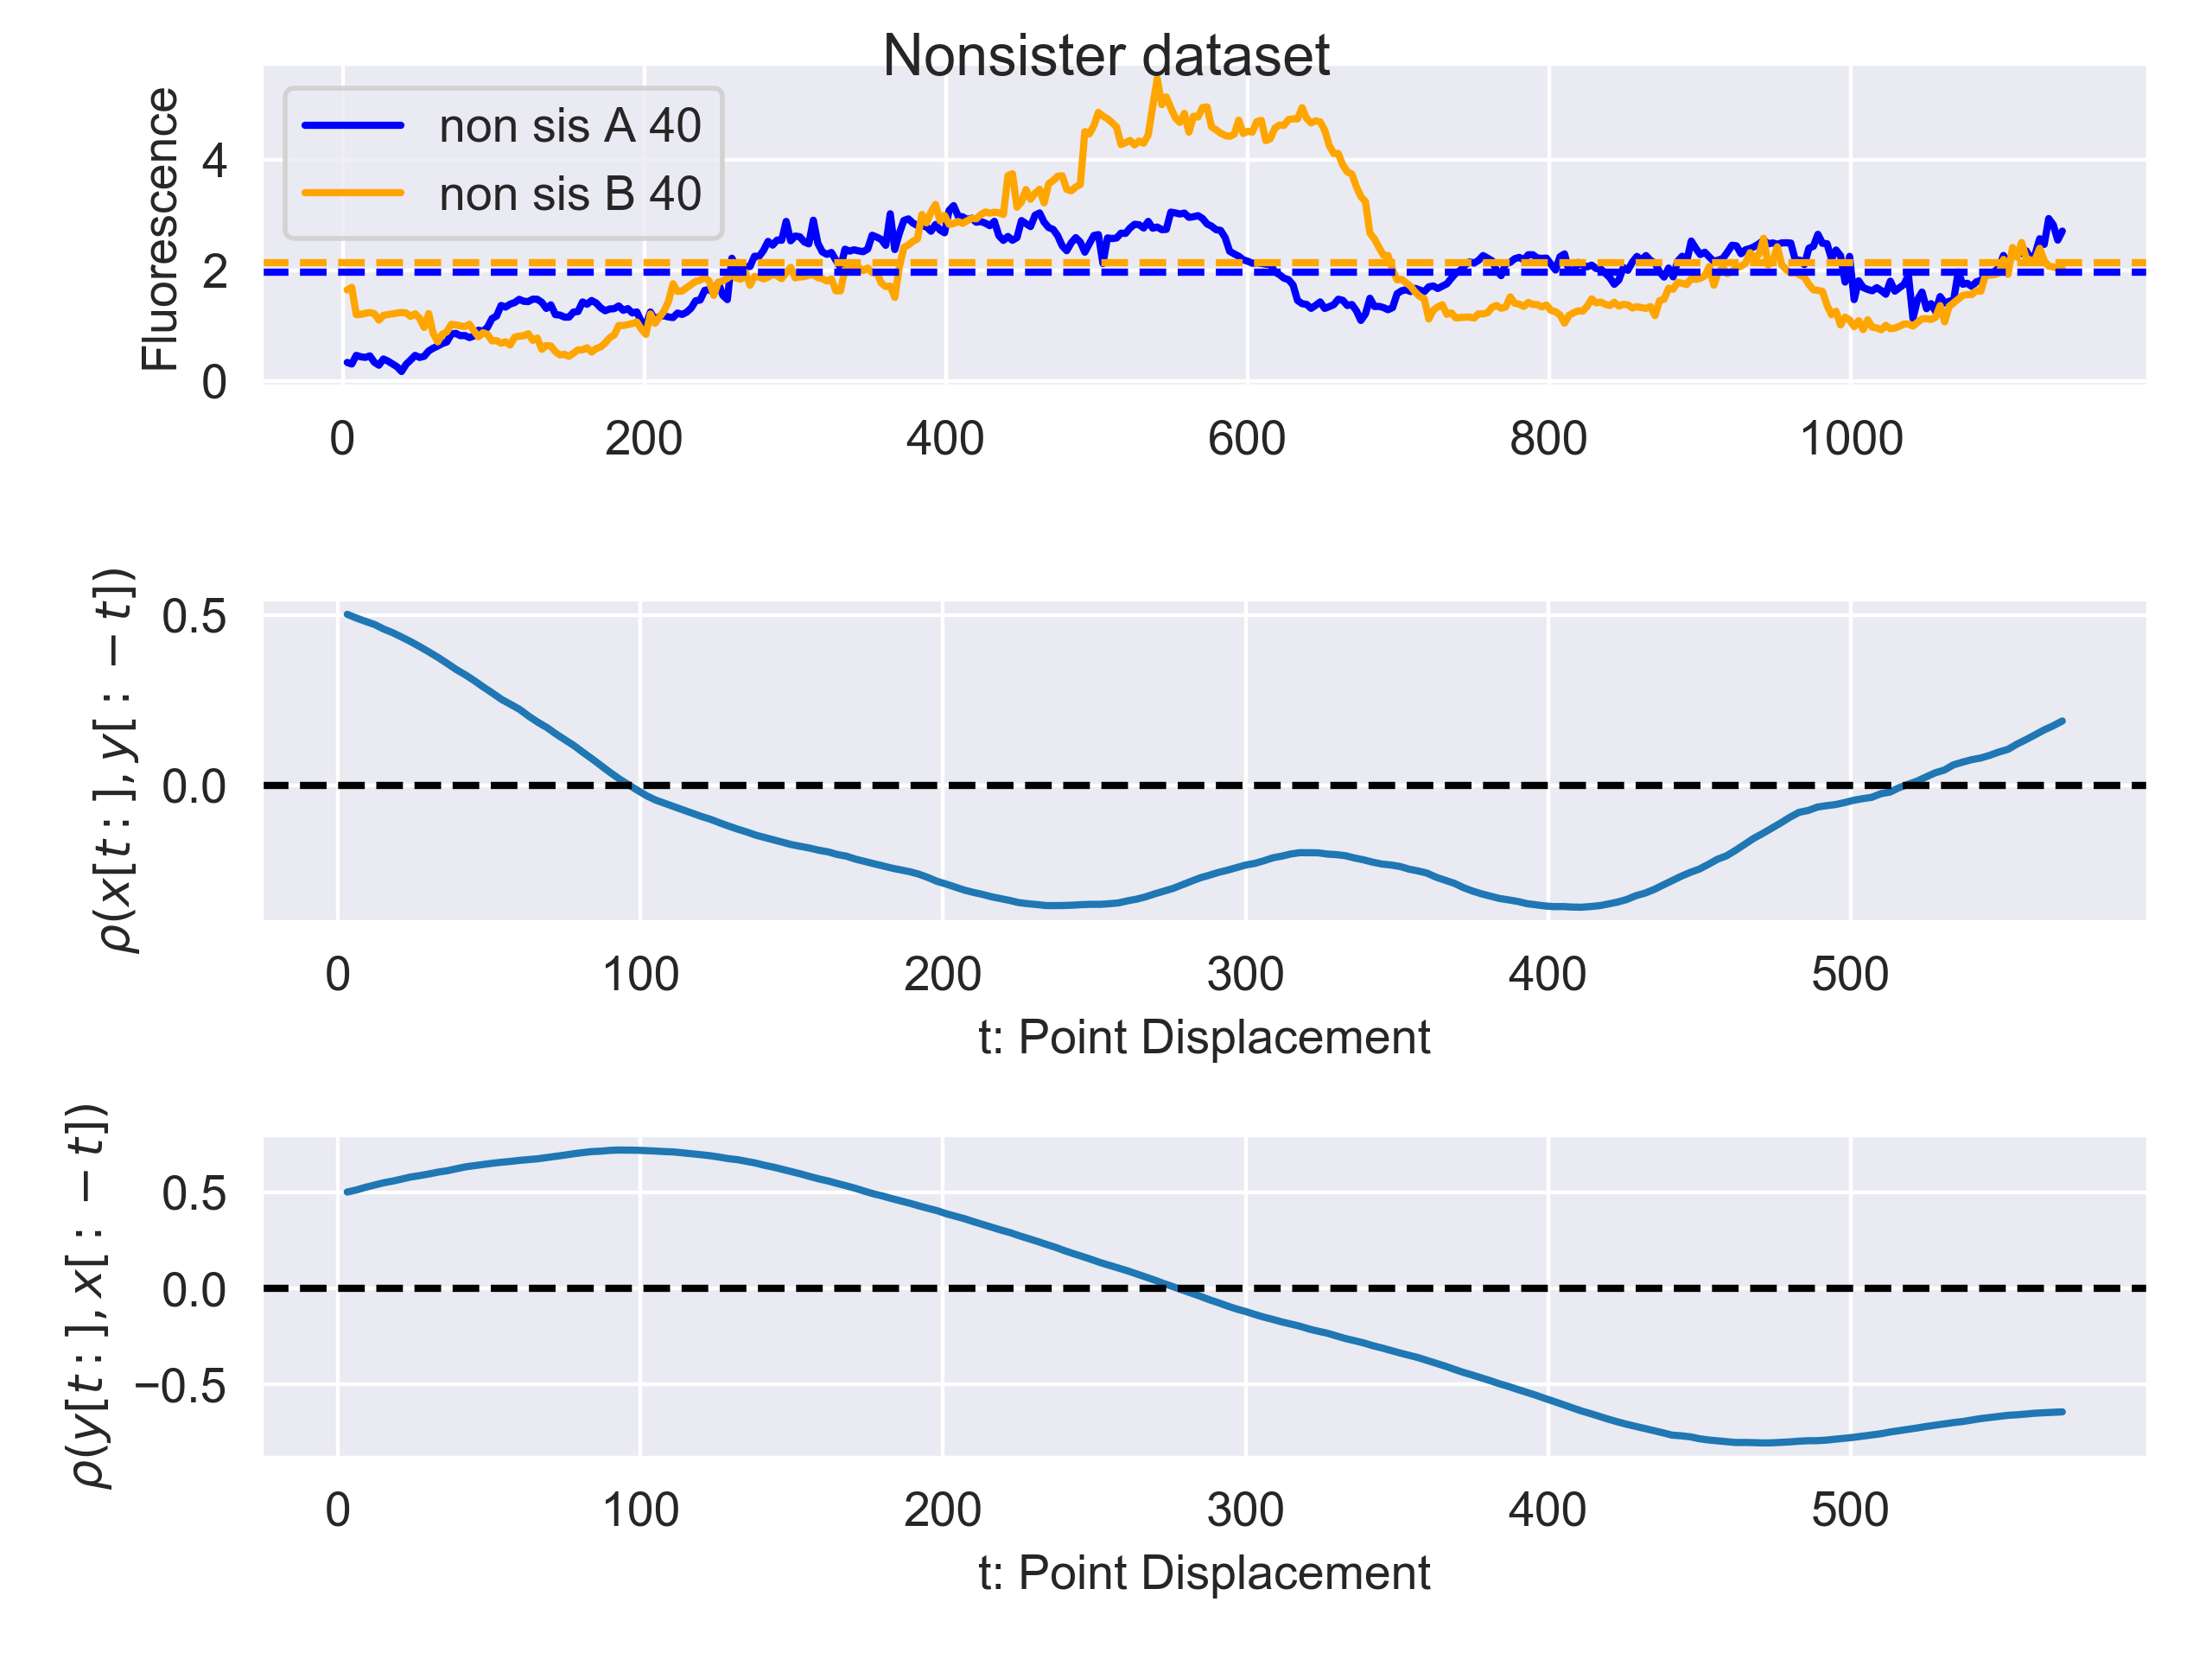 Nonsister dataset
Fluorescence
non sis A 40
non sis B 40
4
2
0
0 200 400 600 800 1000
ρ(x[t:], y[: − t])
0.5
0.0
0 100 200 300 400 500
t: Point Displacement
ρ(y[t:], x[: − t])
0.5
0.0
−0.5
0 100 200 300 400 500
t: Point Displacement